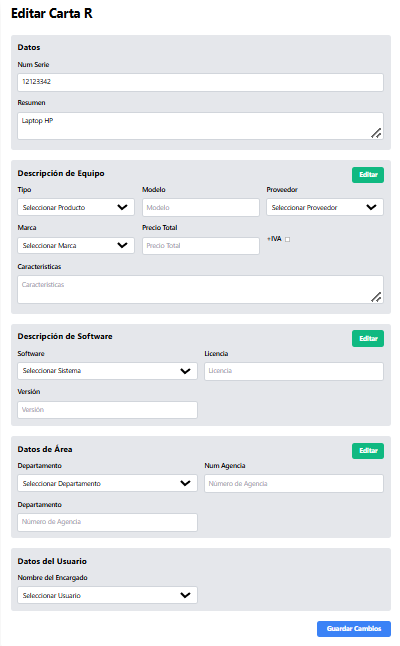 Editar Carta R
Datos
Num Serie
12123342
Resumen
Laptop HP
Descripción de Equipo
Editar
Tipo
Modelo
Proveedor
Seleccionar Producto
Modelo
Seleccionar Proveedor
Marca
Precio Total
Seleccionar Marca
Precio Total
+IVA
Características
Características
Descripción de Software
Editar
Software
Licencia
Seleccionar Sistema
Licencia
Versión
Versión
Datos de Área
Editar
Departamento
Num Agencia
Seleccionar Departamento
Número de Agencia
Departamento
Número de Agencia
Datos del Usuario
Nombre del Encargado
Seleccionar Usuario
Guardar Cambios